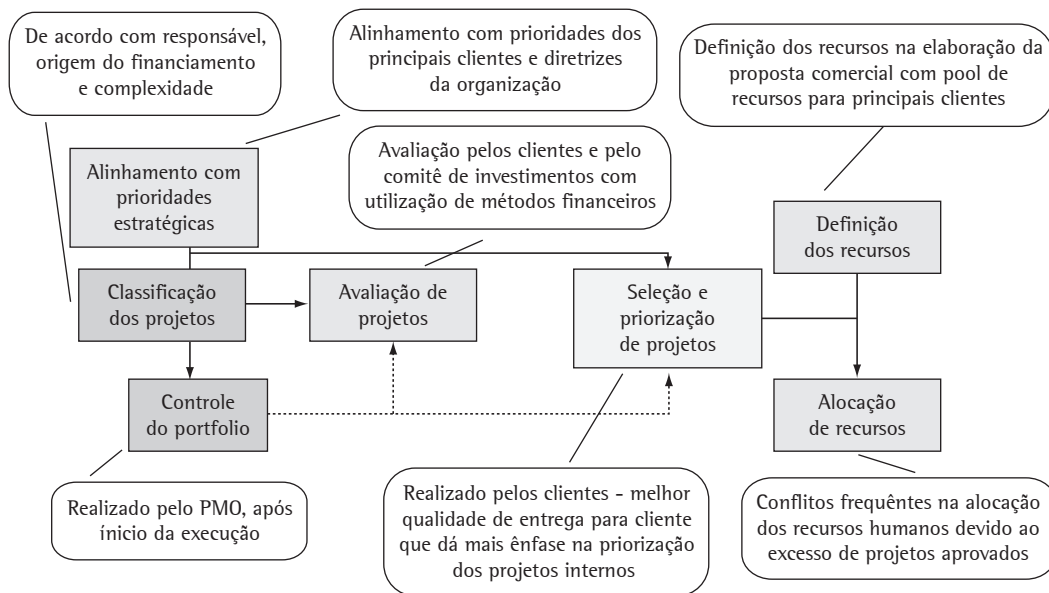 De acordo com responsável,
origem do financiamento
e complexidade
Alinhamento com prioridades dos
principais clientes e diretrizes
da organização
Definição dos recursos na elaboração da
proposta comercial com pool de
recursos para principais clientes
Alinhamento com
prioridades
estratégicas
Avaliação pelos clientes e pelo
comitê de investimentos com
utilização de métodos financeiros
Definição
dos recursos
Classificação
dos projetos
Avaliação de
projetos
Seleção e
priorização
de projetos
Controle
do portfolio
Alocação
de recursos
Realizado pelo PMO, após
ínicio da execução
Realizado pelos clientes - melhor
qualidade de entrega para cliente
que dá mais ênfase na priorização
dos projetos internos
Conflitos frequêntes na alocação
dos recursos humanos devido ao
excesso de projetos aprovados